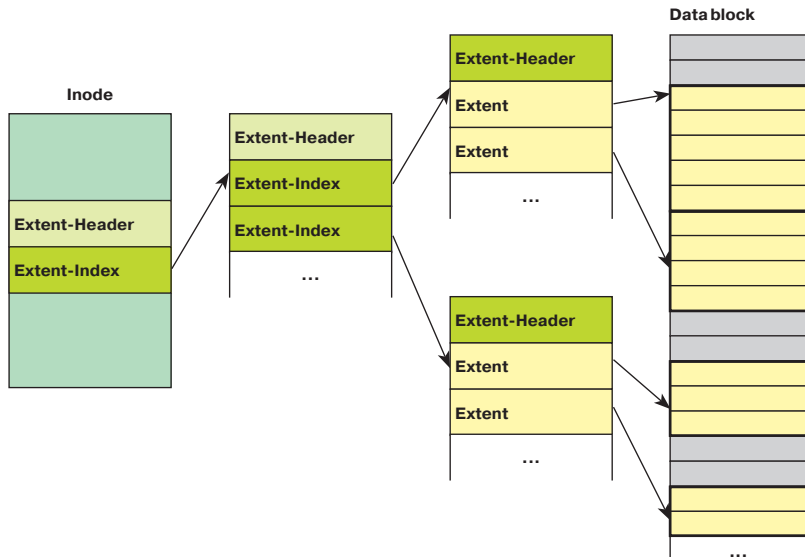 Data block
Inode
Extent-Header
Extent-Index
Extent-Header
Extent-Index
Extent-Index
...
Extent-Header
Extent
Extent
...
Extent-Header
Extent
Extent
...
...